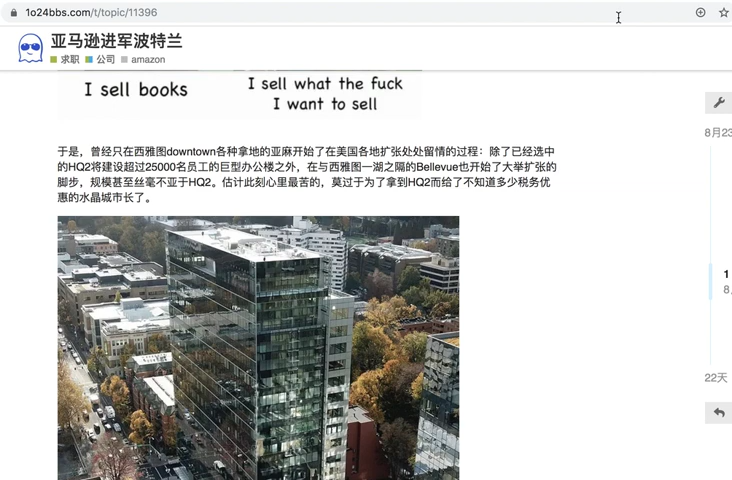 1o24bbs.com/t/topic/11396
亚马逊进军波特兰
求职 公司 amazon
I sell books
I sell what the fuck
I want to sell
于是，曾经只在西雅图downtown各种拿地的亚麻开始了在美国各地扩张处处留情的过程：除了已经选中
的HQ2将建设超过25000名员工的巨型办公楼之外，在与西雅图一湖之隔的Bellevue也开始了大举扩张的
脚步，规模甚至丝毫不亚于HQ2。估计此刻心里最苦的，莫过于为了拿到HQ2而给了不知道多少税务优
惠的水晶城市长了。
8月23
1
8月
22天